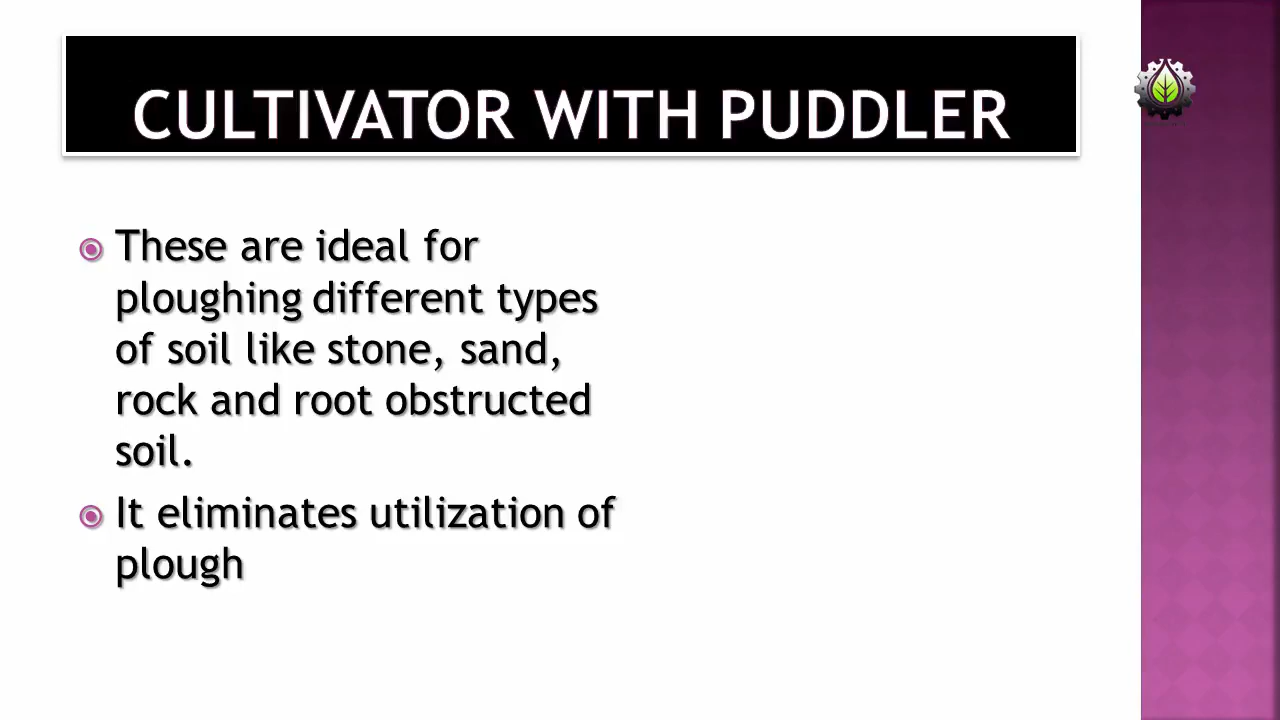 CULTIVATOR WITH PUDDLER
These are ideal for
ploughing different types
of soil like stone, sand,
rock and root obstructed
soil.
It eliminates utilization of
plough